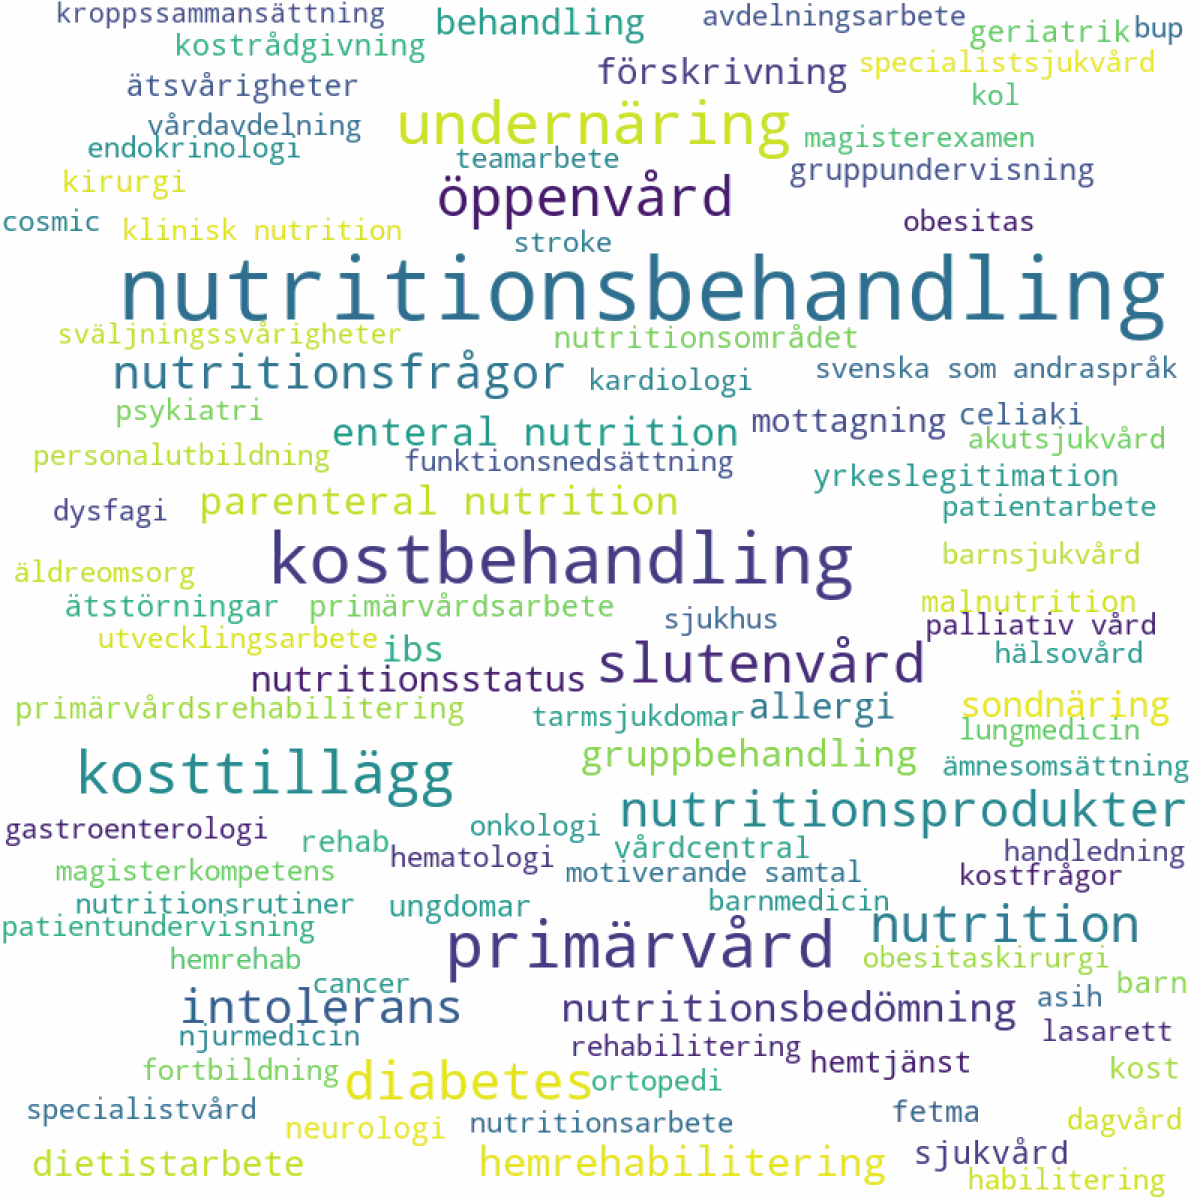 kroppssammansättning
behandling
avdelningsarbete
kostrådgivning
geriatrik
bup
ätsvårigheter
förskrivning
specialistsjukvård
kol
vårdavdelning
undernäring
magisterexamen
endokrinologi
teamarbete
gruppundervisning
kirurgi
öppenvård
cosmic
klinisk nutrition
stroke
obesitas
nutritionsbehandling
sväljningssvårigheter
nutritionsområdet
nutritionsfrågor
kardiologi
svenska som andraspråk
psykiatri
enteral nutrition
mottagning
celiaki
akutsjukvård
personalutbildning
funktionsnedsättning
yrkeslegitimation
dysfagi
parenteral nutrition
patientarbete
kostbehandling
barnsjukvård
äldreomsorg
ätstörningar
primärvårdsarbete
sjukhus
malnutrition
palliativ vård
utvecklingsarbete
ibs
slutenvård
hälsovård
nutritionsstatus
primärvårdsrehabilitering
tarmsjukdomar
allergi
sondnäring
lungmedicin
kosttillägg
gruppbehandling
ämnesomsättning
nutritionsprodukter
gastroenterologi
rehab
onkologi
hematologi
vårdcentral
handledning
magisterkompetens
motiverande samtal
kostfrågor
nutritionsrutiner
ungdomar
barnmedicin
patientundervisning
primärvård
nutrition
hemrehab
obesitaskirurgi
cancer
barn
intolerans
nutritionsbedömning
asih
njurmedicin
rehabilitering
lasarett
fortbildning
diabetes
ortopedi
hemtjänst
kost
specialistvård
neurologi
nutritionsarbete
fetma
dagvård
dietistarbete
hemrehabilitering
sjukvård
habilitering